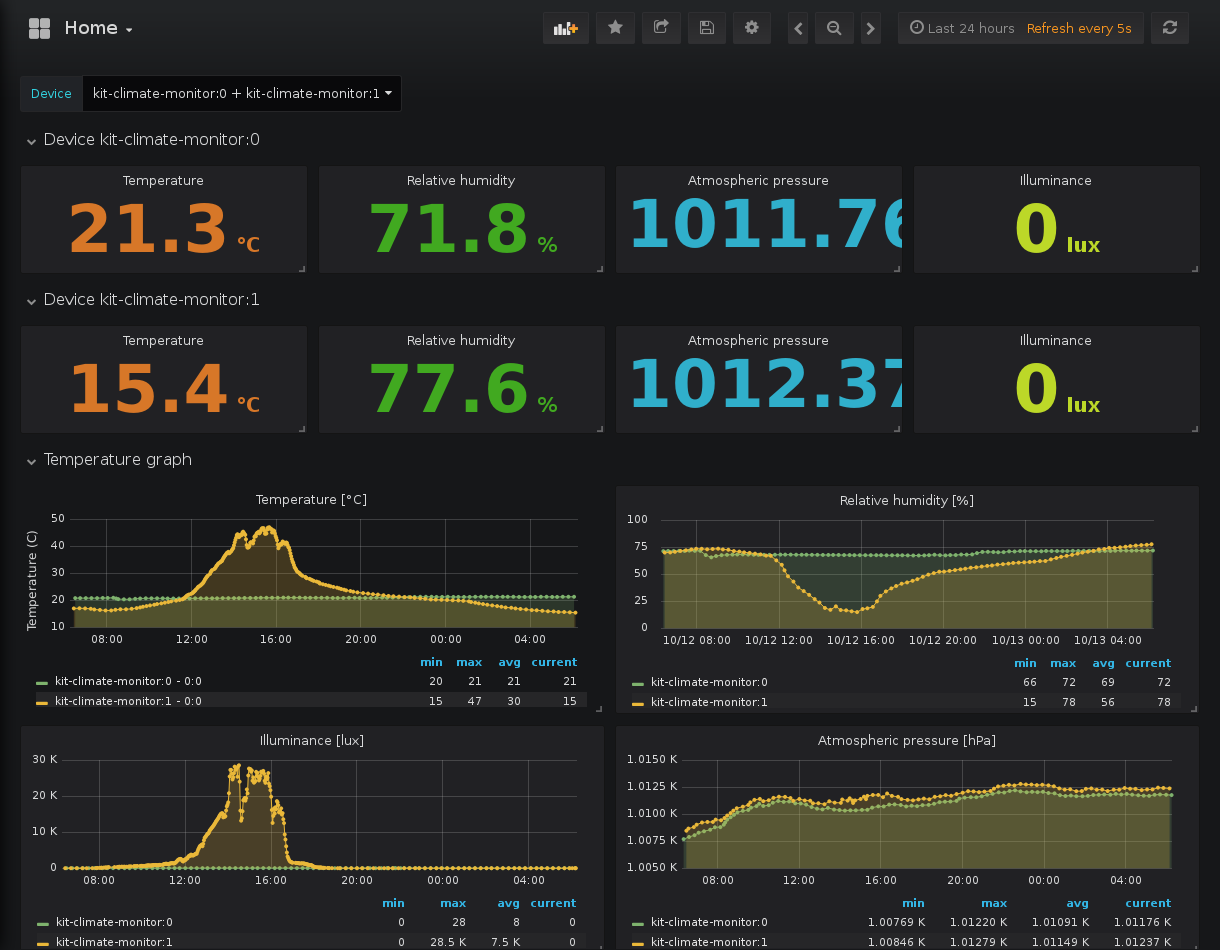 Home
Last 24 hours Refresh every 5s
Device kit-climate-monitor:0 + kit-climate-monitor:1
Device kit-climate-monitor:0
Temperature Relative humidity Atmospheric pressure Illuminance
21.3 °C 71.8 % 1011.76 0 lux
Device kit-climate-monitor:1
Temperature Relative humidity Atmospheric pressure Illuminance
15.4 °C 77.6 % 1012.37 0 lux
Temperature graph
Temperature [°C]
Temperature (C)
50
40
30
20
10
08:00 12:00 16:00 20:00 00:00 04:00
min max avg current
kit-climate-monitor:0 - 0:0 20 21 21 21
kit-climate-monitor:1 - 0:0 15 47 30 15
Relative humidity [%]
100
75
50
25
0
10/12 08:00 10/12 12:00 10/12 16:00 10/12 20:00 10/13 00:00 10/13 04:00
min max avg current
kit-climate-monitor:0 66 72 69 72
kit-climate-monitor:1 15 78 56 78
Illuminance [lux]
30 K
20 K
10 K
0
08:00 12:00 16:00 20:00 00:00 04:00
min max avg current
kit-climate-monitor:0 0 28 8 0
kit-climate-monitor:1 0 28.5 K 7.5 K 0
Atmospheric pressure [hPa]
1.0150 K
1.0125 K
1.0100 K
1.0075 K
1.0050 K
08:00 12:00 16:00 20:00 00:00 04:00
min max avg current
kit-climate-monitor:0 1.00769 K 1.01220 K 1.01091 K 1.01176 K
kit-climate-monitor:1 1.00846 K 1.01279 K 1.01149 K 1.01237 K